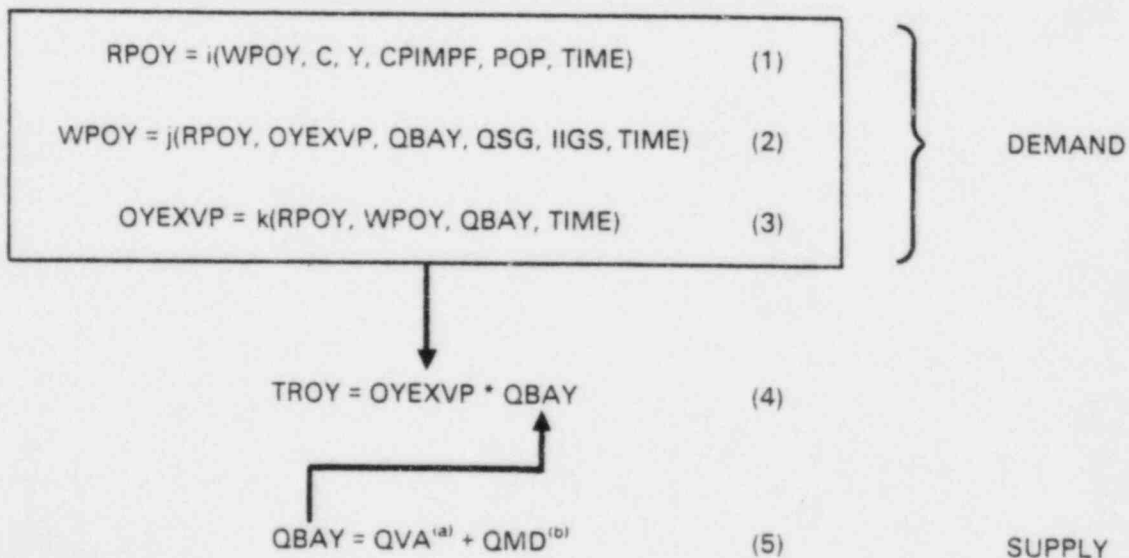 RPOY = i(WPOY, C, Y, CPIMPF, POP, TIME) (1)
WPOY = j(RPOY, OYEXVP, QBAY, QSG, IIGS, TIME) (2)
DEMAND
OYEXVP = k(RPOY, WPOY, QBAY, TIME) (3)
TROY = OYEXVP * QBAY (4)
QBAY = QVA(a) + QMD(b) (5)
SUPPLY